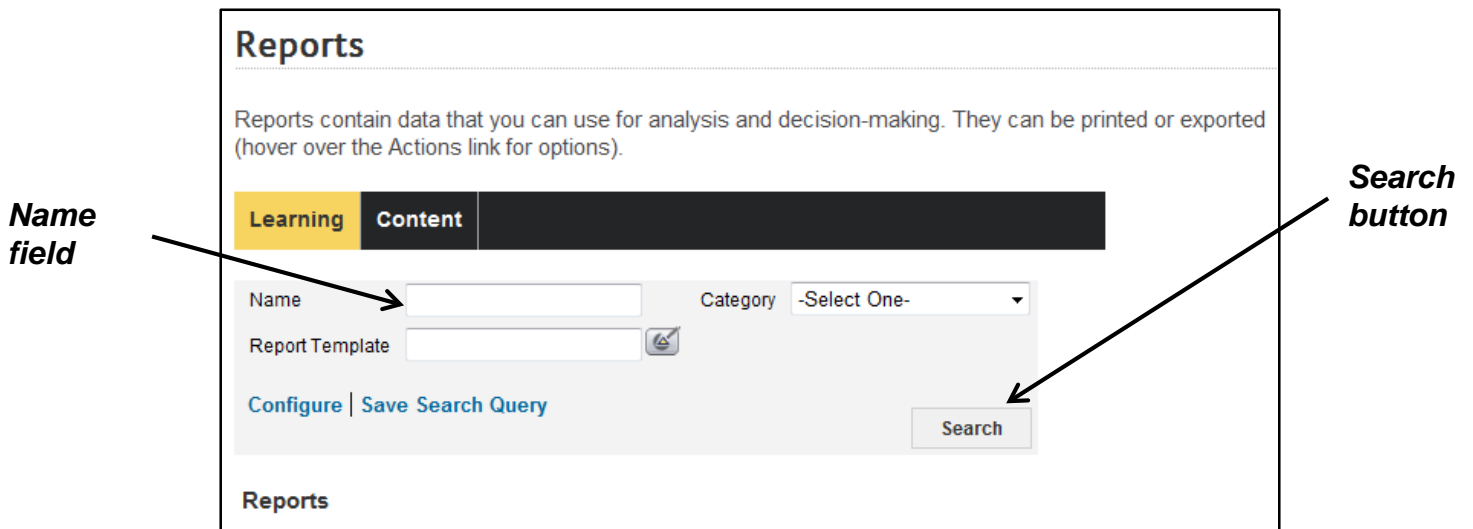 Reports
Reports contain data that you can use for analysis and decision-making. They can be printed or exported
(hover over the Actions link for options).
Name
field
Search
button
Learning Content
Name Category -Select One-
Report Template
Configure | Save Search Query
Search
Reports